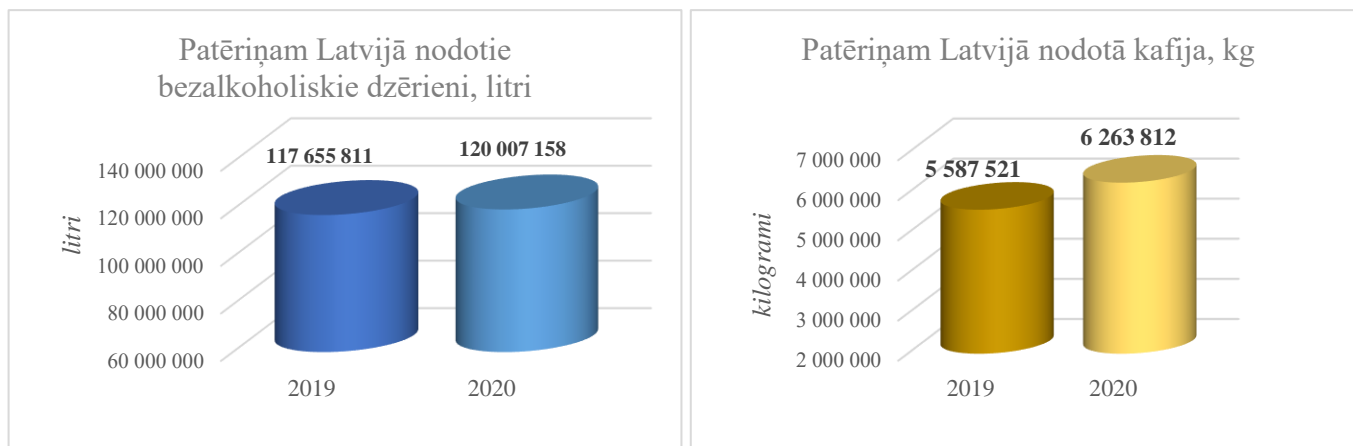 Patēriņam Latvijā nodotie
bezalkoholiskie dzērieni, litri
litri
140 000 000
120 000 000
100 000 000
80 000 000
60 000 000
117 655 811
120 007 158
2019
2020
Patēriņam Latvijā nodotā kafija, kg
kilogrami
7 000 000
6 000 000
5 000 000
4 000 000
3 000 000
2 000 000
5 587 521
6 263 812
2019
2020